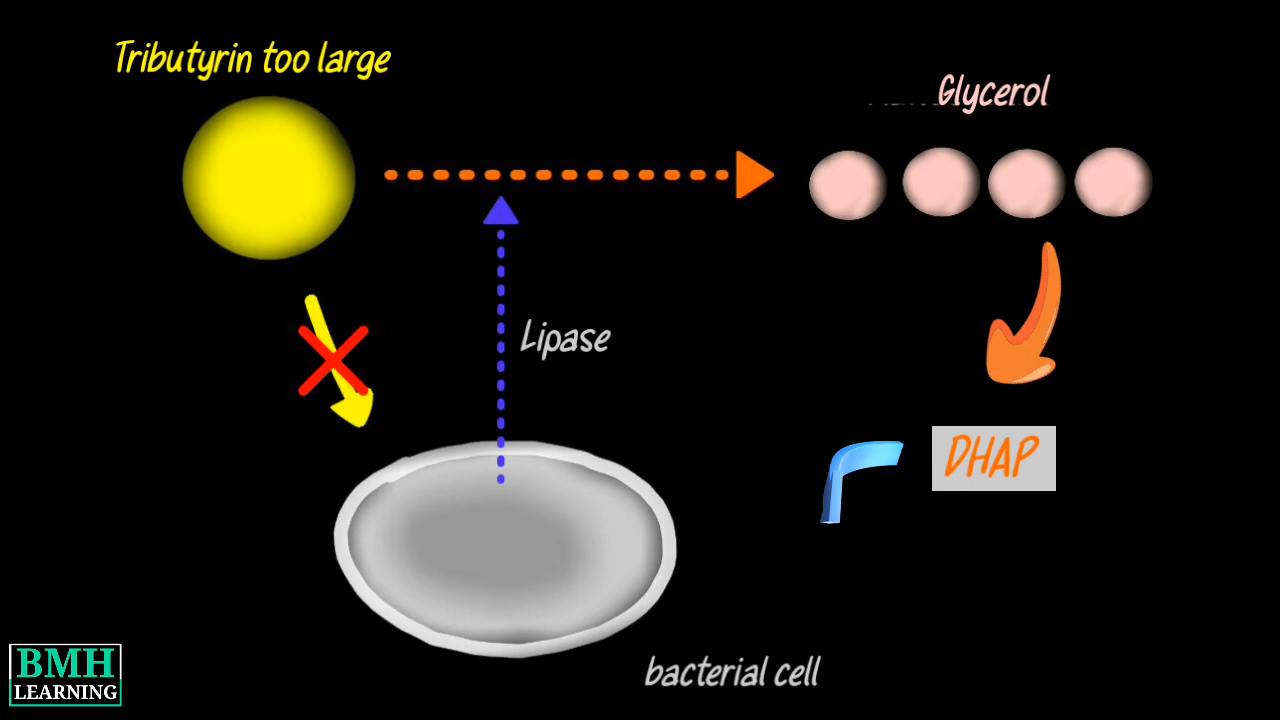 Tributyrin too large
Glycerol
Lipase
DHAP
bacterial cell
BMH
LEARNING